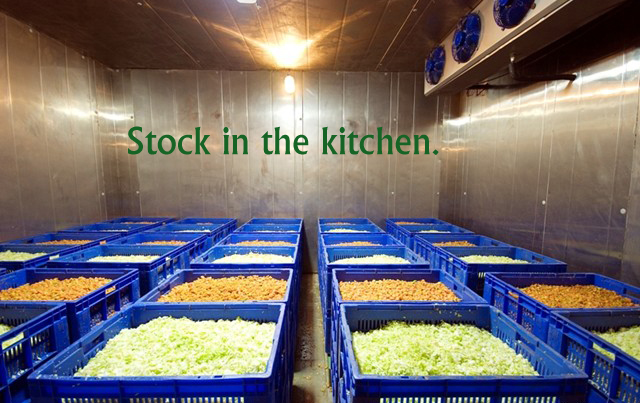 Stock in the kitchen.